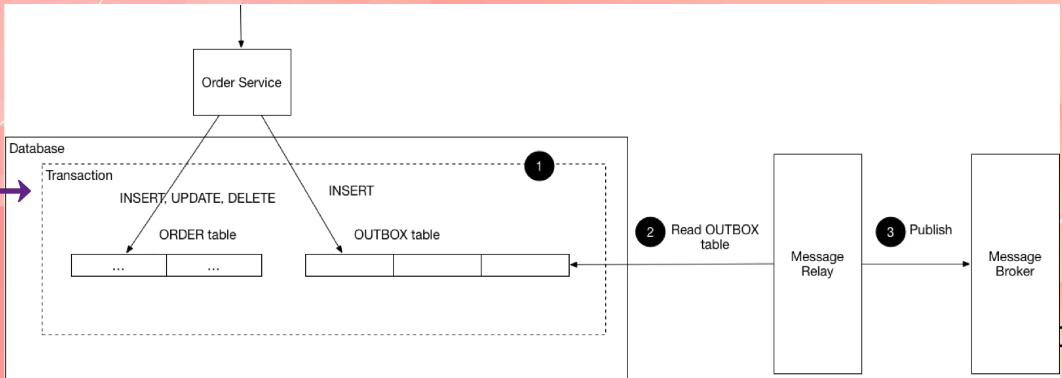 Order Service
Database
Transaction
1
INSERT, UPDATE, DELETE
INSERT
ORDER table
OUTBOX table
... ...
2
Read OUTBOX
table
3
Publish
Message
Relay
Message
Broker